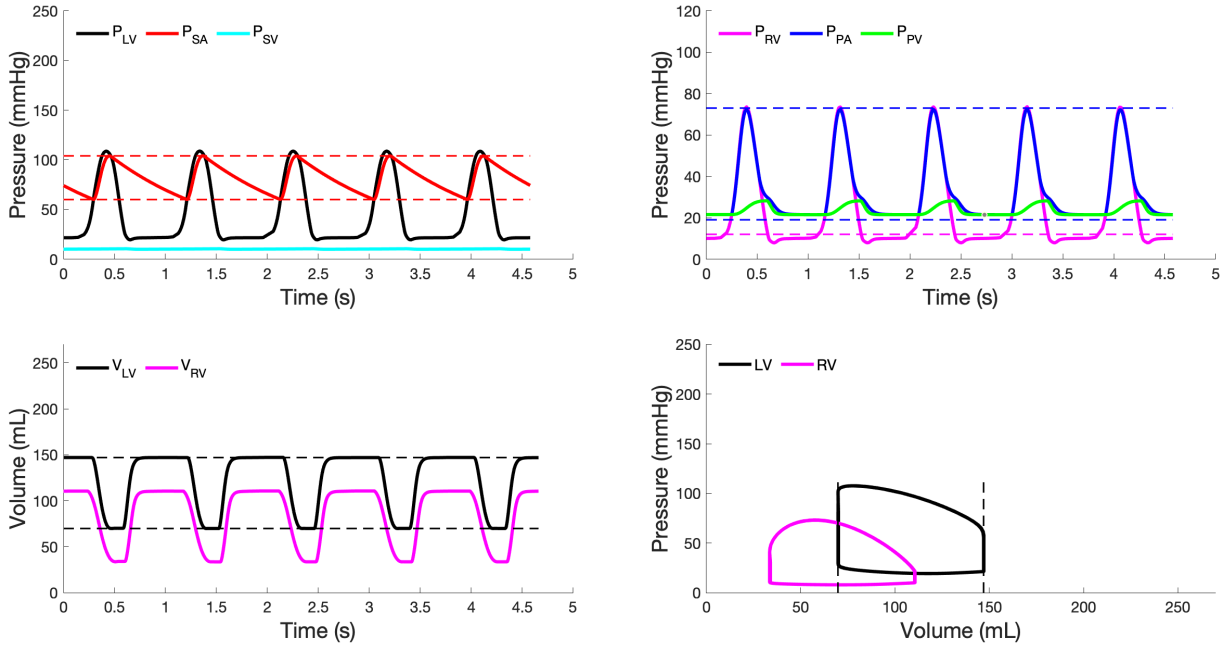 Pressure (mmHg)
250
200
150
100
50
0
P_LV P_SA P_SV
0 0.5 1 1.5 2 2.5 3 3.5 4 4.5 5
Time (s)
Pressure (mmHg)
120
100
80
60
40
20
0
P_RV P_PA P_PV
0 0.5 1 1.5 2 2.5 3 3.5 4 4.5 5
Time (s)
Volume (mL)
250
200
150
100
50
0
V_LV V_RV
0 0.5 1 1.5 2 2.5 3 3.5 4 4.5 5
Time (s)
Pressure (mmHg)
250
200
150
100
50
0
LV RV
0 50 100 150 200 250
Volume (mL)